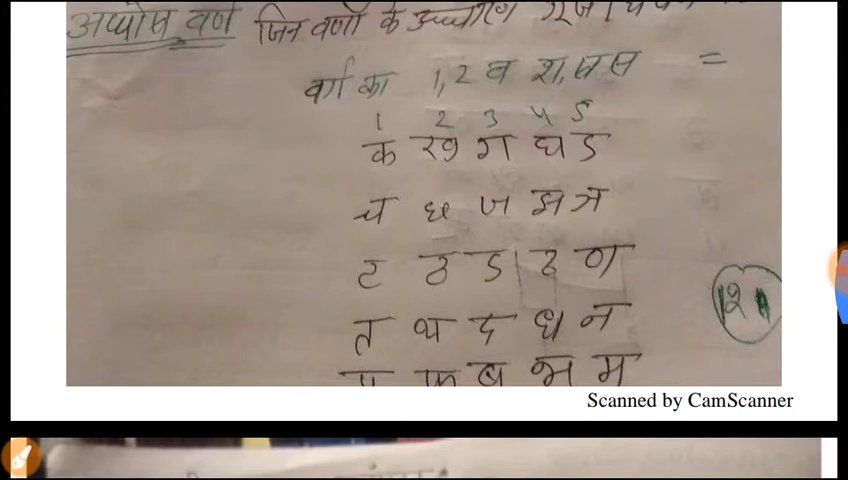 अघोष वर्ण जिन वर्णो के उच्चारण
वर्ग का 1,2 व श,ष,स =
1 2 3 4 5
क ख ग घ ङ
च छ ज झ ञ
ट ठ ड ढ ण
त थ द ध न
प फ ब भ म
Scanned by CamScanner